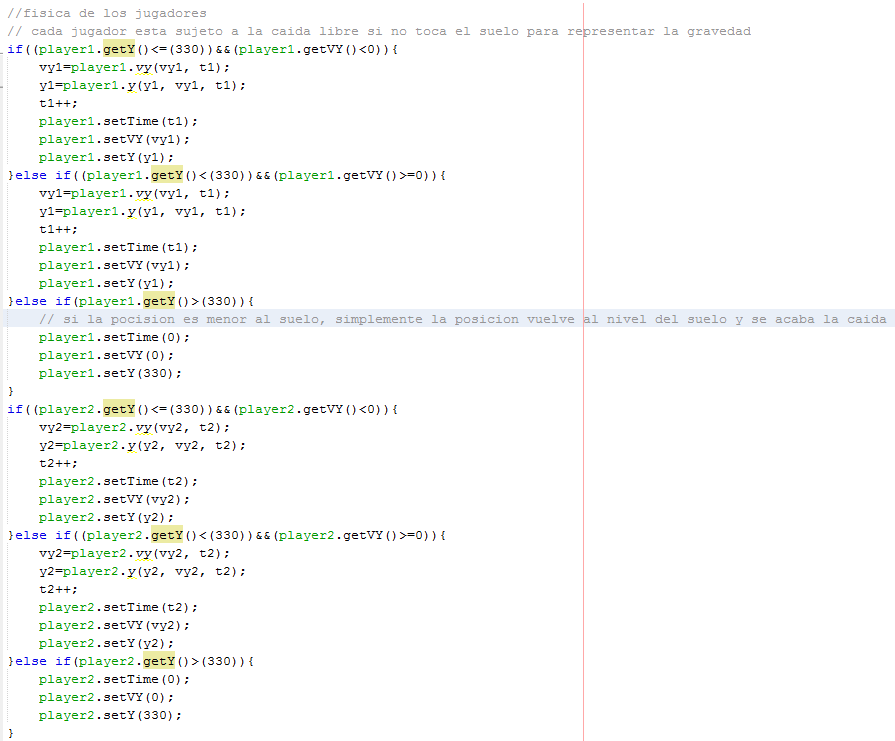 //fisica de los jugadores
// cada jugador esta sujeto a la caida libre si no toca el suelo para representar la gravedad
if((player1.getY()<=(330))&&(player1.getVY()<0)){
    vy1=player1.vy(vy1, t1);
    y1=player1.y(y1, vy1, t1);
    t1++;
    player1.setTime(t1);
    player1.setVY(vy1);
    player1.setY(y1);
}else if((player1.getY()<(330))&&(player1.getVY()>=0)){
    vy1=player1.vy(vy1, t1);
    y1=player1.y(y1, vy1, t1);
    t1++;
    player1.setTime(t1);
    player1.setVY(vy1);
    player1.setY(y1);
}else if(player1.getY()>(330)){
    // si la pocision es menor al suelo, simplemente la posicion vuelve al nivel del suelo y se acaba la caida
    player1.setTime(0);
    player1.setVY(0);
    player1.setY(330);
}
if((player2.getY()<=(330))&&(player2.getVY()<0)){
    vy2=player2.vy(vy2, t2);
    y2=player2.y(y2, vy2, t2);
    t2++;
    player2.setTime(t2);
    player2.setVY(vy2);
    player2.setY(y2);
}else if((player2.getY()<(330))&&(player2.getVY()>=0)){
    vy2=player2.vy(vy2, t2);
    y2=player2.y(y2, vy2, t2);
    t2++;
    player2.setTime(t2);
    player2.setVY(vy2);
    player2.setY(y2);
}else if(player2.getY()>(330)){
    player2.setTime(0);
    player2.setVY(0);
    player2.setY(330);
}